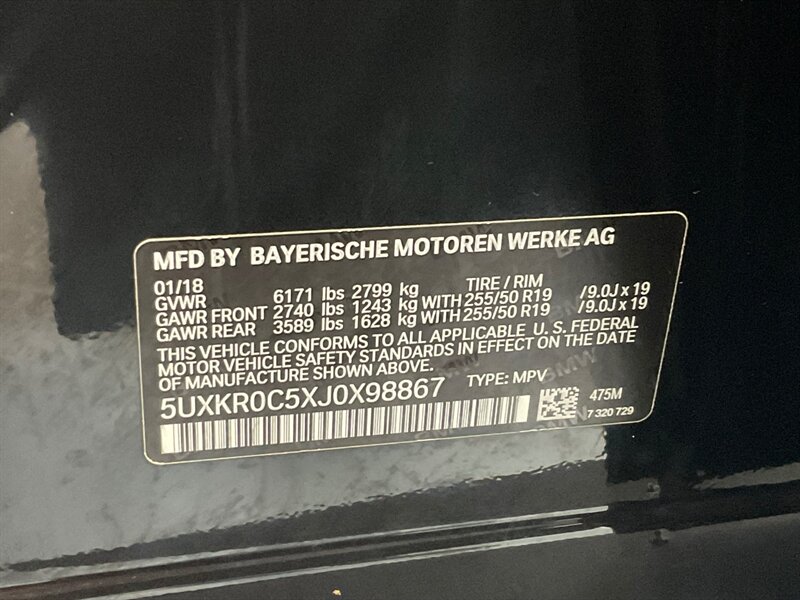 MFD BY BAYERISCHE MOTOREN WERKE AG
01/18 TIRE / RIM
GVWR 6171 lbs 2799 kg
GAWR FRONT 2740 lbs 1243 kg WITH 255/50 R19 /9.0J x 19
GAWR REAR 3589 lbs 1628 kg WITH 255/50 R19 /9.0J x 19
THIS VEHICLE CONFORMS TO ALL APPLICABLE U. S. FEDERAL
MOTOR VEHICLE SAFETY STANDARDS IN EFFECT ON THE DATE
OF MANUFACTURE SHOWN ABOVE.
5UXKR0C5XJ0X98867 TYPE: MPV
475M
7 320 729